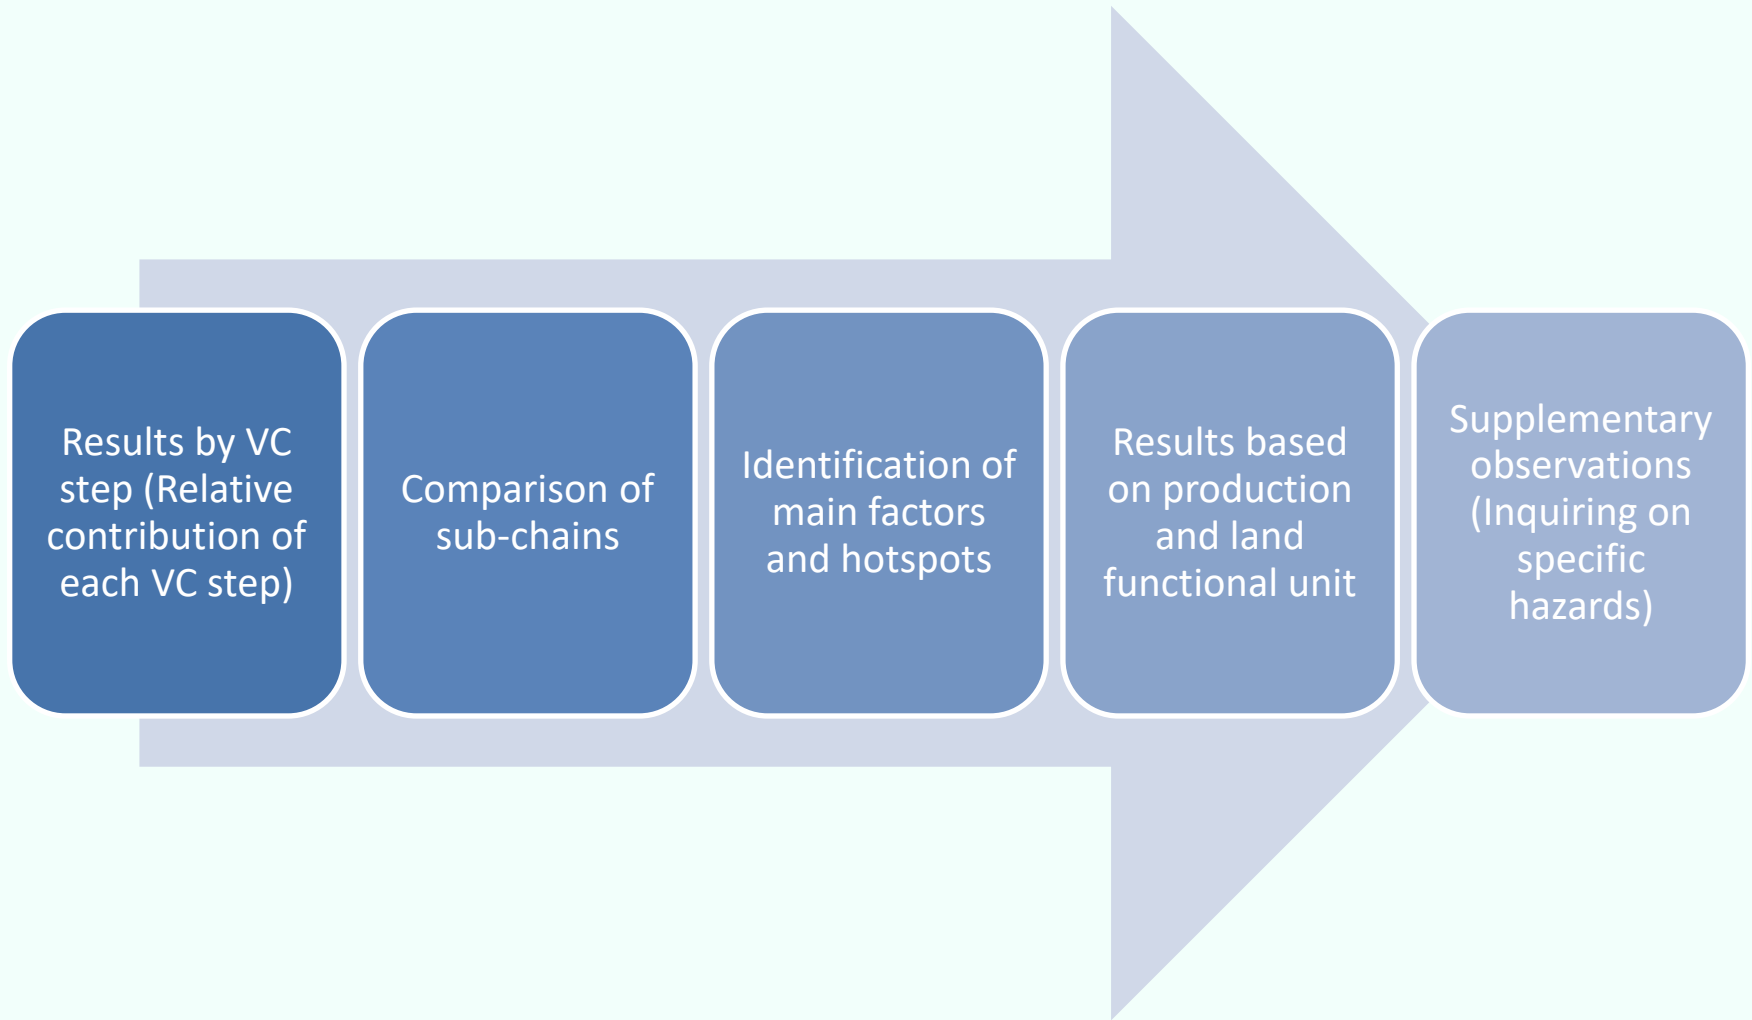 Results by VC
step (Relative
contribution of
each VC step)
Comparison of
sub-chains
Identification of
main factors
and hotspots
Results based
on production
and land
functional unit
Supplementary
observations
(Inquiring on
specific
hazards)